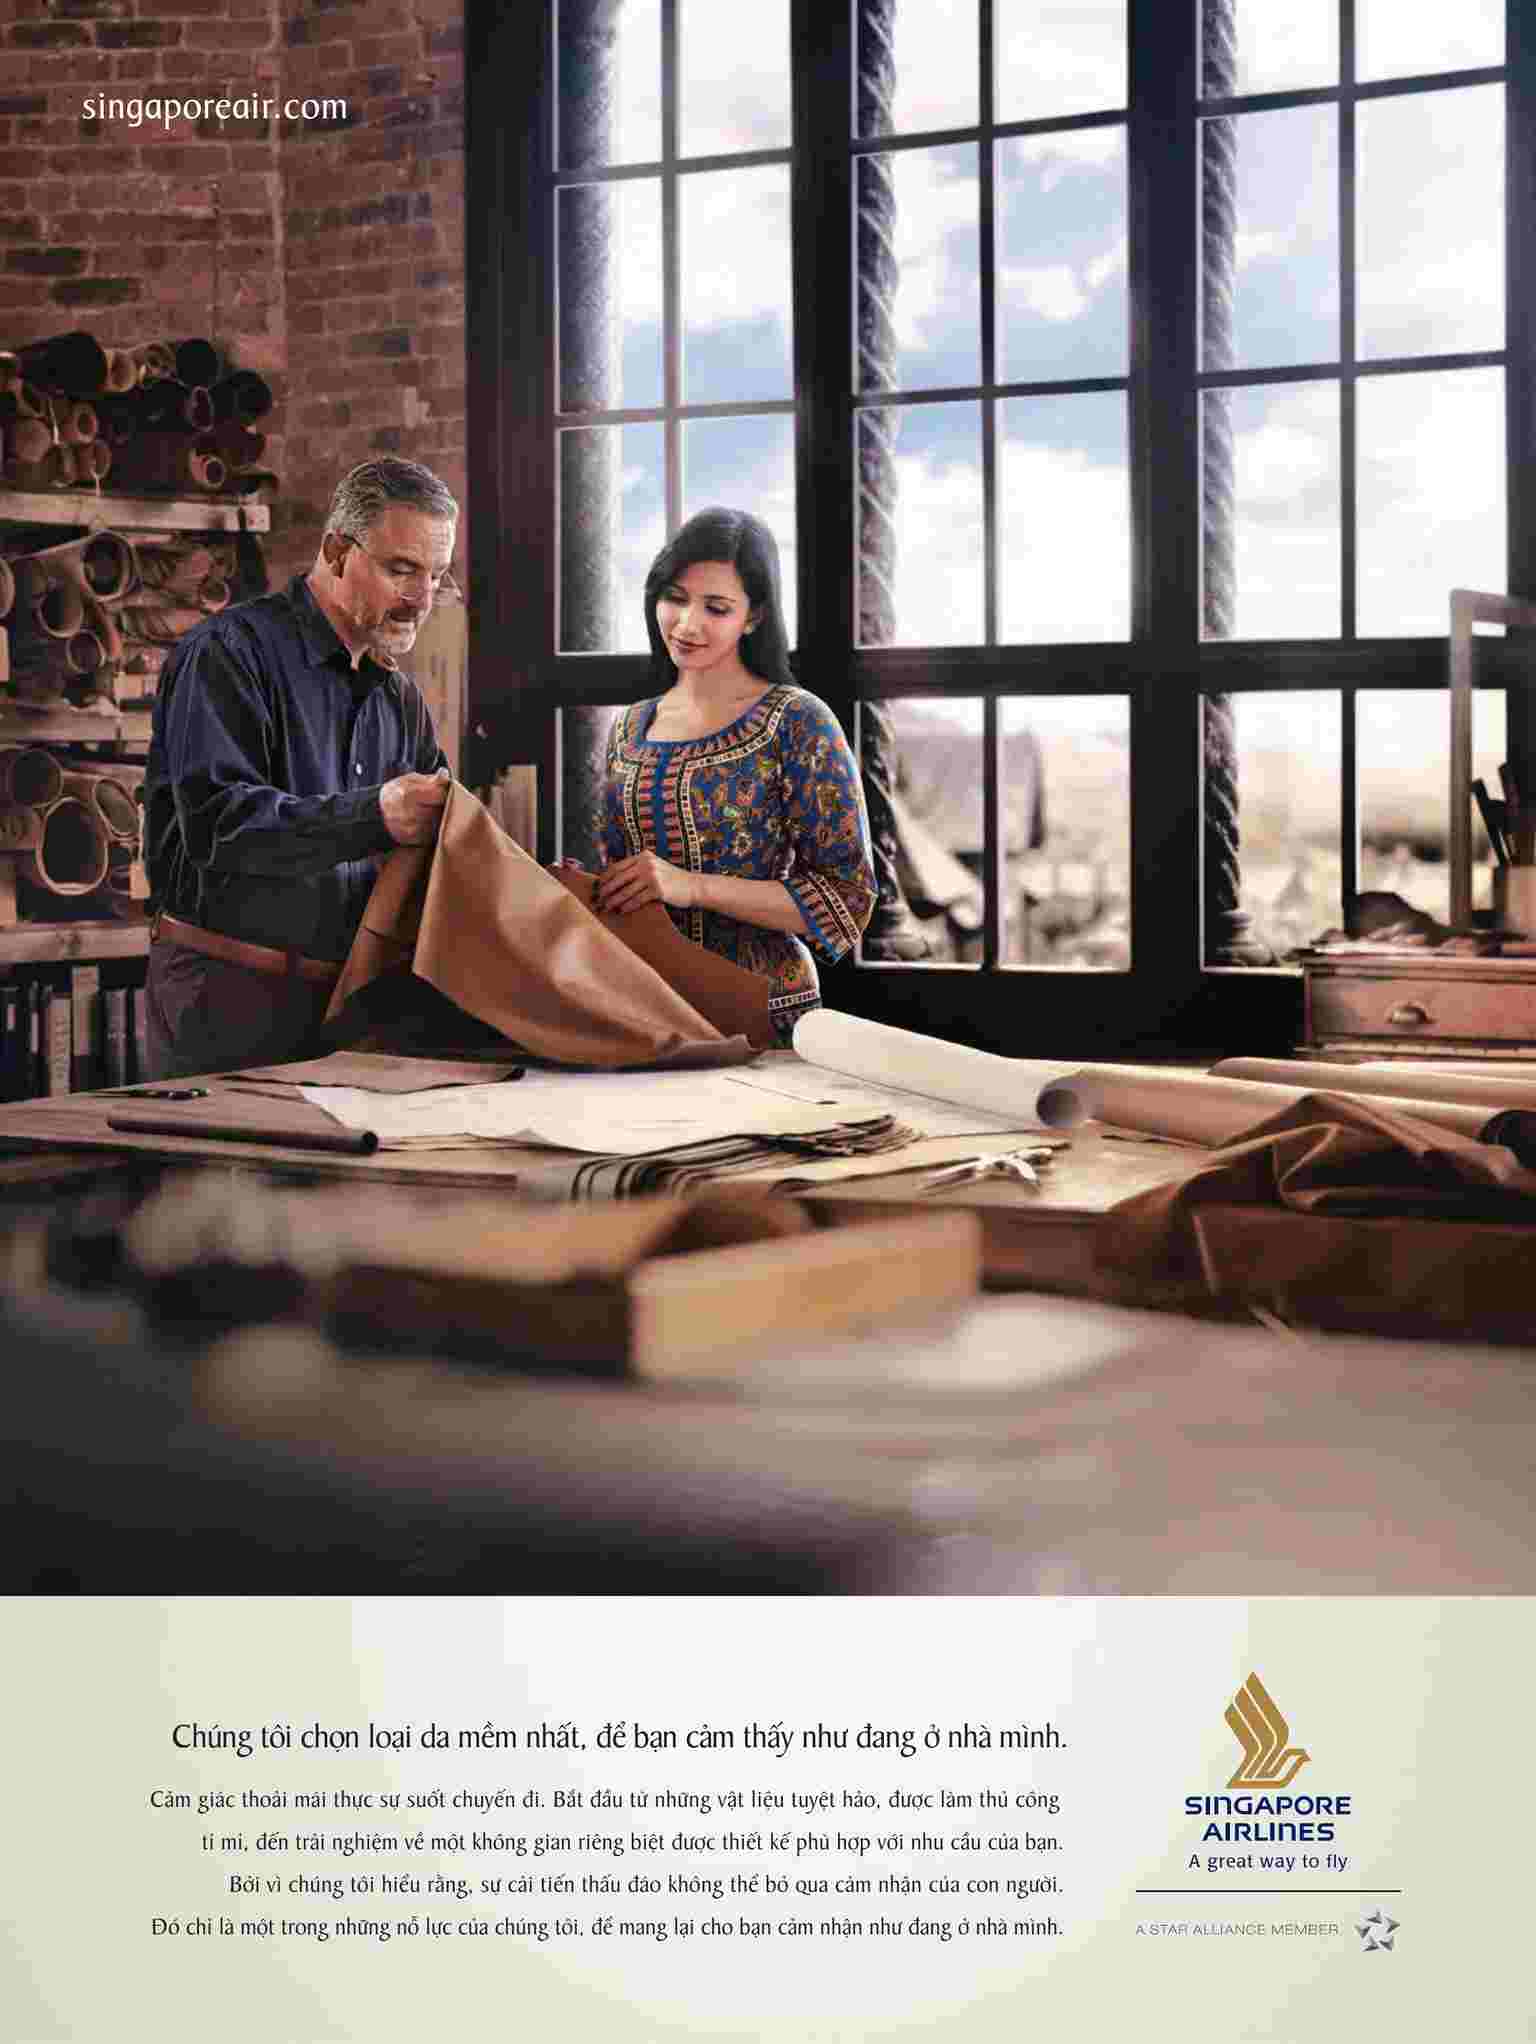 singaporeair.com
Chúng tôi chọn loại da mềm nhất, để bạn cảm thấy như đang ở nhà mình.
Cảm giác thoải mái thực sự suốt chuyến đi. Bắt đầu từ những vật liệu tuyệt hảo, được làm thủ công
tỉ mỉ, đến trải nghiệm về một không gian riêng biệt được thiết kế phù hợp với nhu cầu của bạn.
Bởi vì chúng tôi hiểu rằng, sự cải tiến thấu đáo không thể bỏ qua cảm nhận của con người.
Đó chỉ là một trong những nỗ lực của chúng tôi, để mang lại cho bạn cảm nhận như đang ở nhà mình.
SINGAPORE
AIRLINES
A great way to fly
A STAR ALLIANCE MEMBER